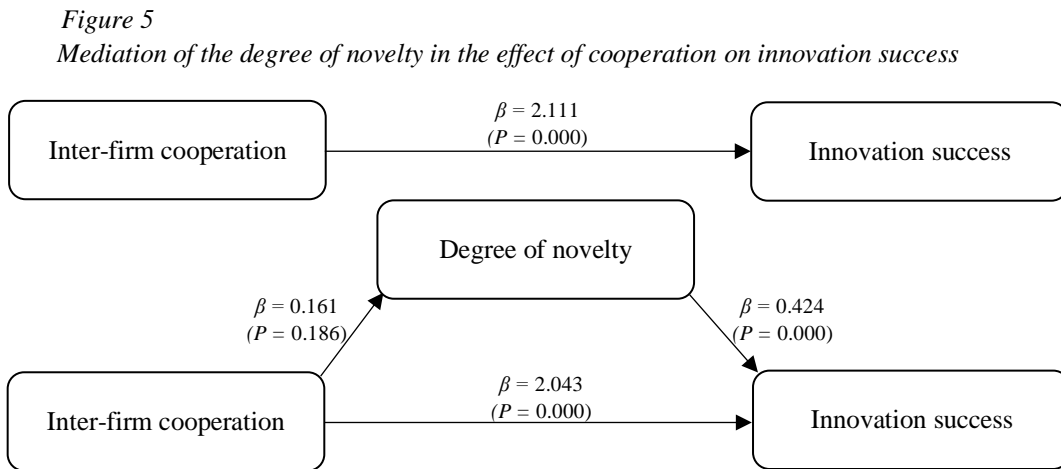 Figure 5
Mediation of the degree of novelty in the effect of cooperation on innovation success
β = 2.111
(P = 0.000)
Inter-firm cooperation
Innovation success
Degree of novelty
β = 0.161
(P = 0.186)
β = 0.424
(P = 0.000)
β = 2.043
(P = 0.000)
Inter-firm cooperation
Innovation success